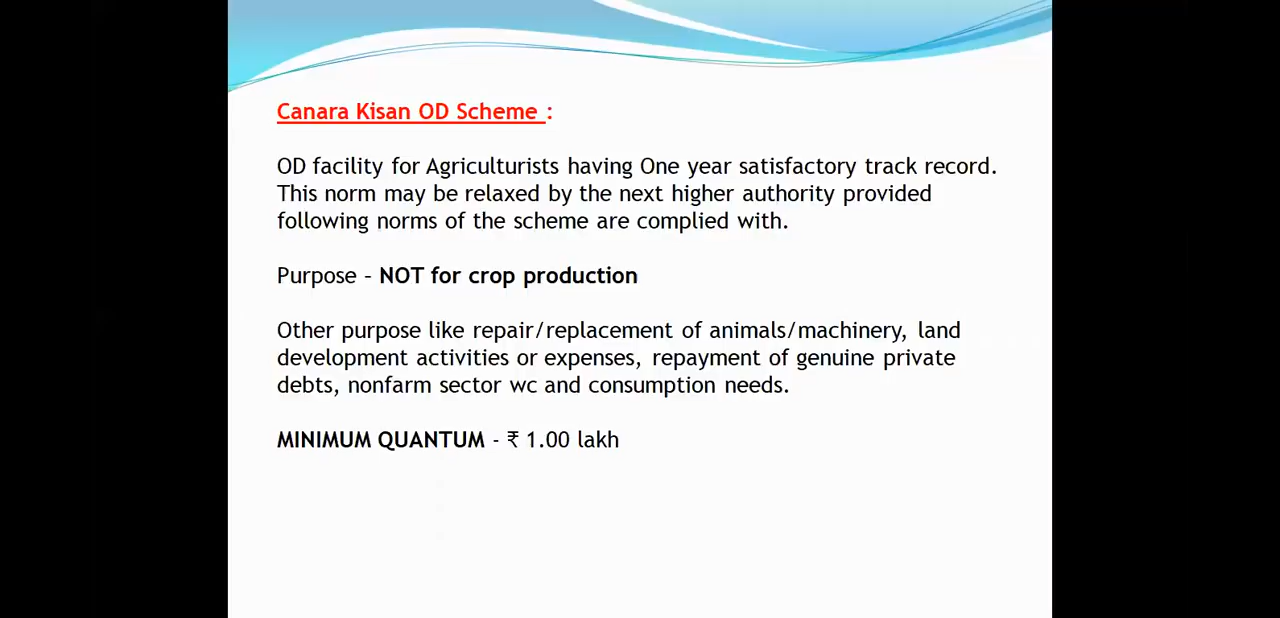 Canara Kisan OD Scheme :
OD facility for Agriculturists having One year satisfactory track record.
This norm may be relaxed by the next higher authority provided
following norms of the scheme are complied with.
Purpose – NOT for crop production
Other purpose like repair/replacement of animals/machinery, land
development activities or expenses, repayment of genuine private
debts, nonfarm sector wc and consumption needs.
MINIMUM QUANTUM - ₹ 1.00 lakh